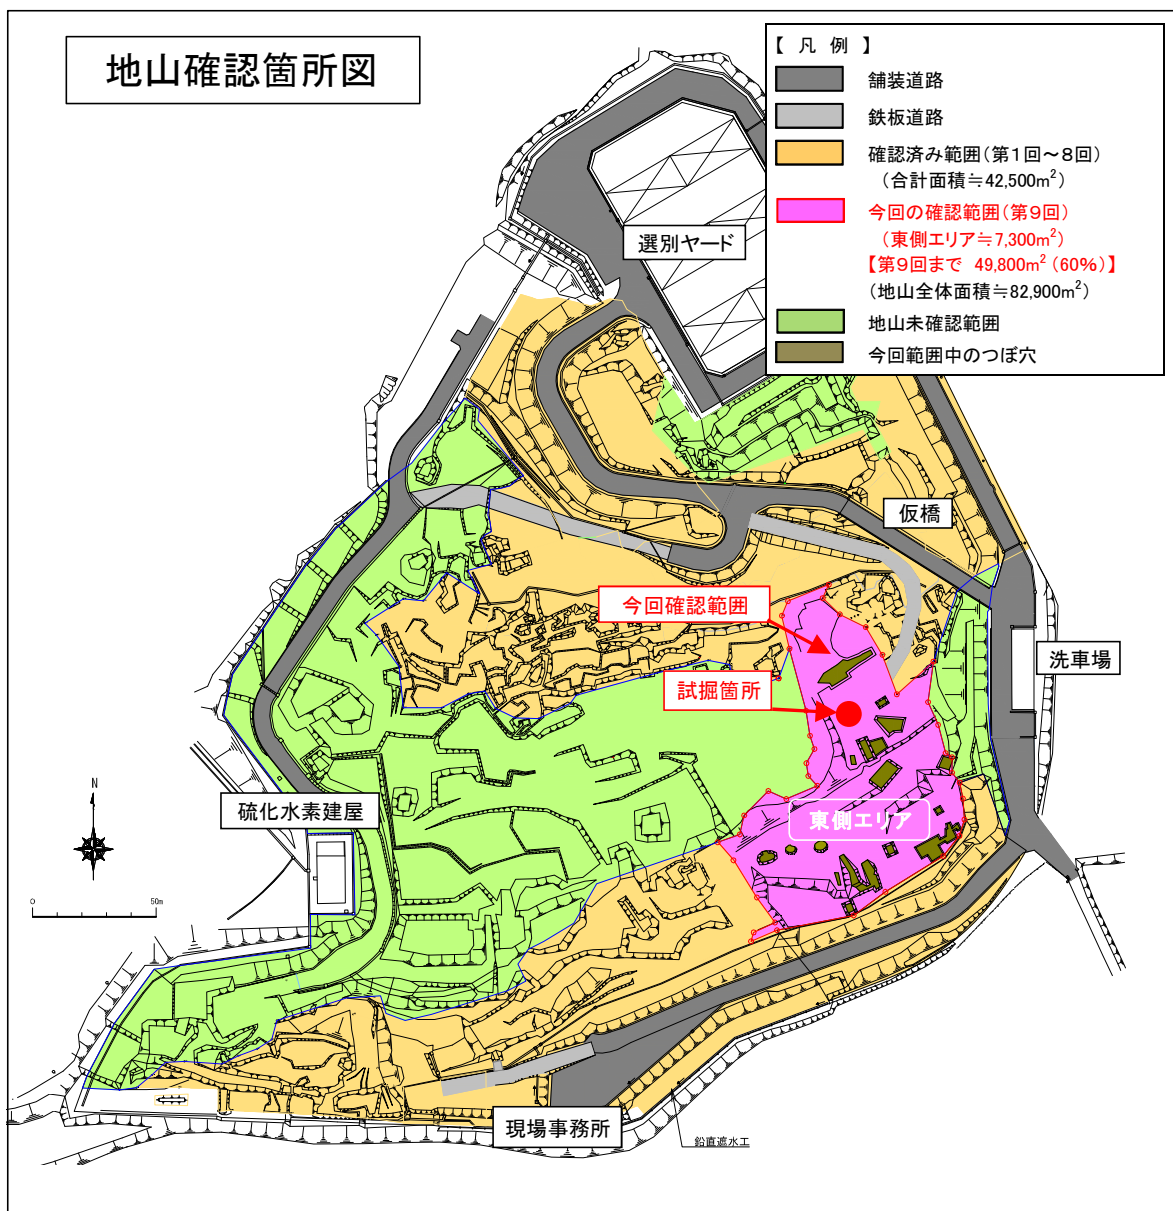 地山確認箇所図
【 凡 例 】
舗装道路
鉄板道路
確認済み範囲(第1回~8回)
(合計面積≒42,500m²)
今回の確認範囲(第9回)
(東側エリア≒7,300m²)
【第9回まで 49,800m² (60%)】
(地山全体面積≒82,900m²)
地山未確認範囲
今回範囲中のつぼ穴
選別ヤード
仮橋
今回確認範囲
洗車場
試掘箇所
N
硫化水素建屋
東側エリア
0
50m
現場事務所
鉛直遮水工